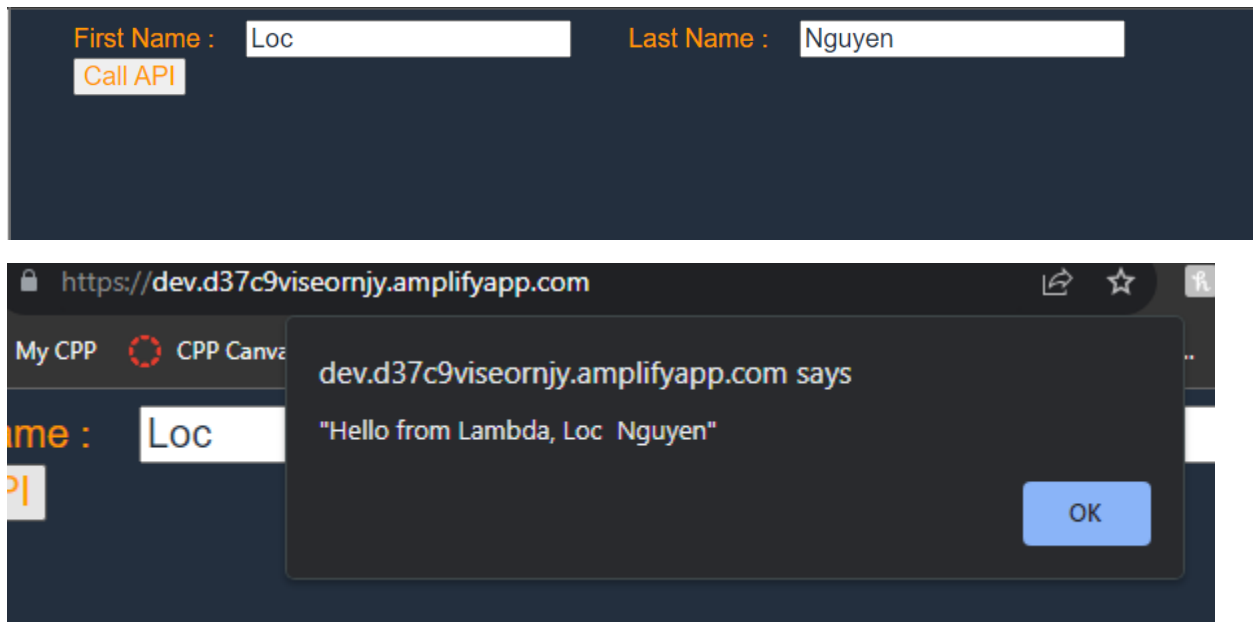 First Name : Loc Last Name : Nguyen
Call API
https://dev.d37c9viseornjy.amplifyapp.com
My CPP CPP Canva ..
dev.d37c9viseornjy.amplifyapp.com says
"Hello from Lambda, Loc  Nguyen"
ame : Loc
PI
OK